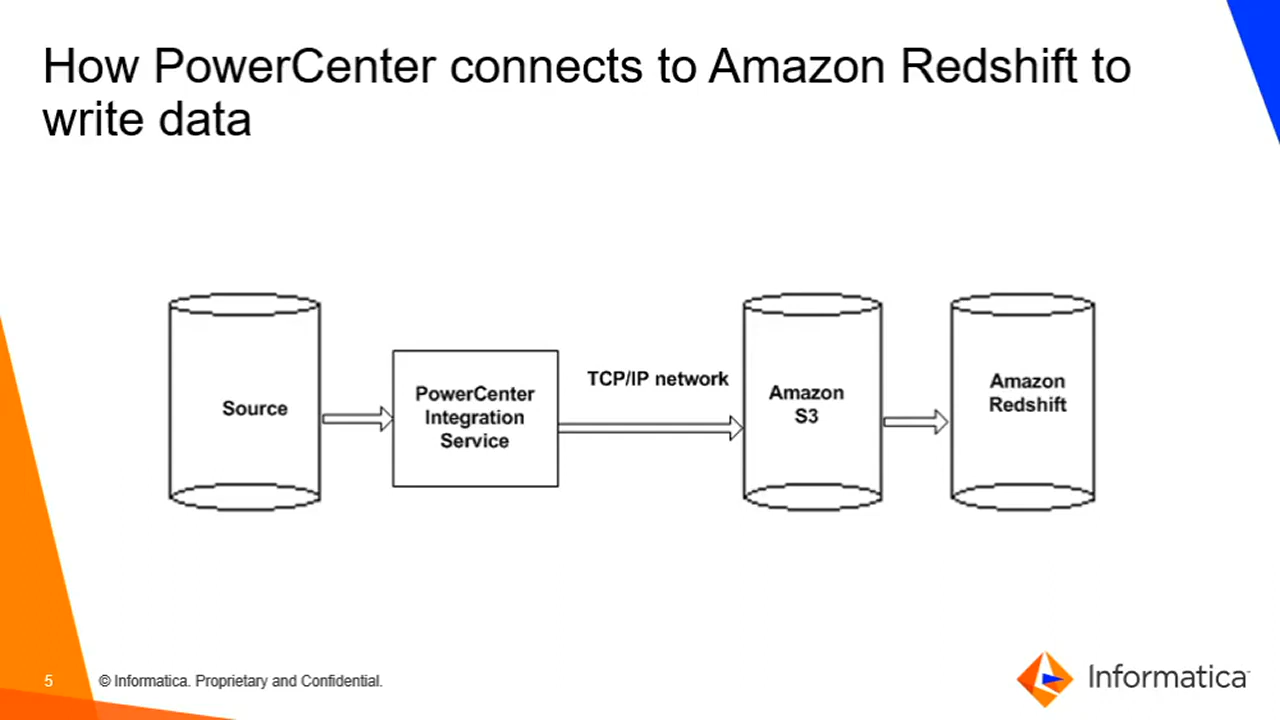 How PowerCenter connects to Amazon Redshift to
write data
Source
PowerCenter
Integration
Service
TCP/IP network
Amazon
S3
Amazon
Redshift
5
© Informatica. Proprietary and Confidential.
Informatica